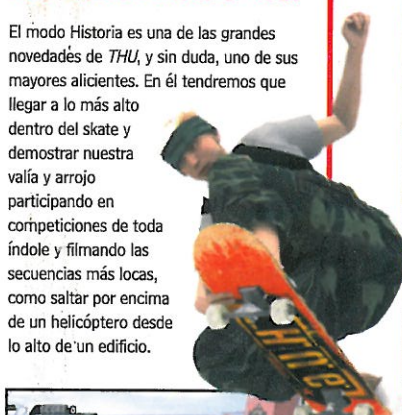 El modo Historia es una de las grandes
novedades de THU, y sin duda, uno de sus
mayores alicientes. En él tendremos que
llegar a lo más alto
dentro del skate y
demostrar nuestra
valía y arrojo
participando en
competiciones de toda
índole y filmando las
secuencias más locas,
como saltar por encima
de un helicóptero desde
lo alto de un edificio.